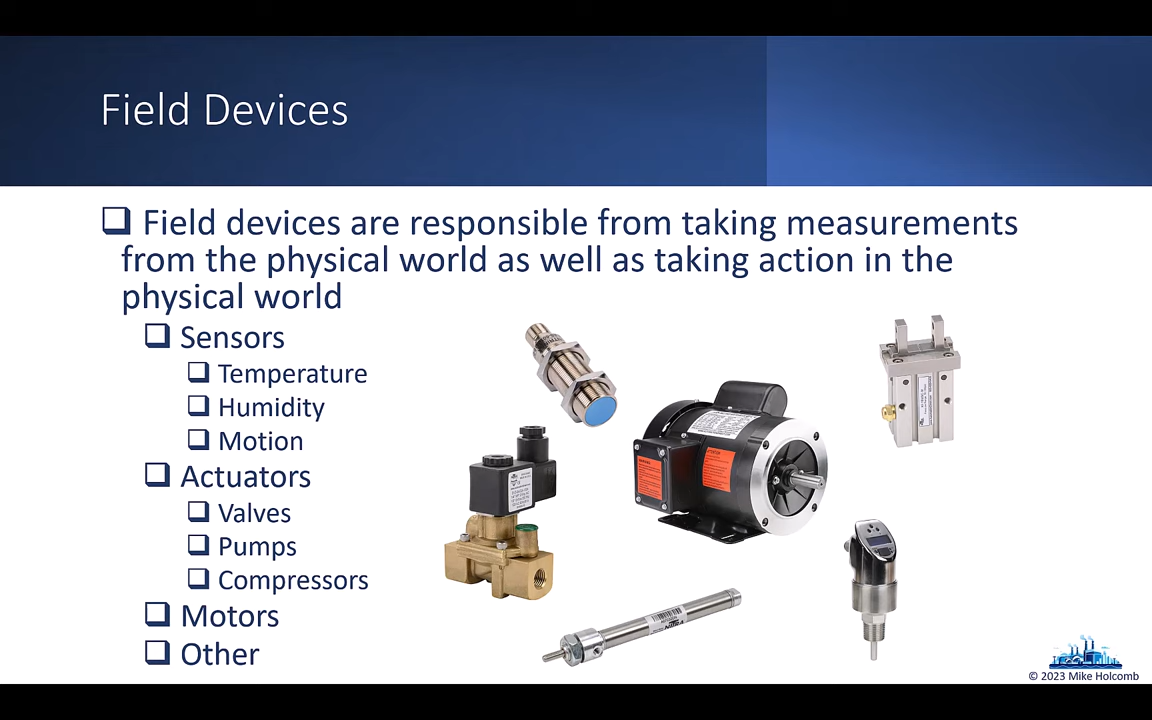 Field Devices
Field devices are responsible from taking measurements
from the physical world as well as taking action in the
physical world
Sensors
Temperature
Humidity
Motion
Actuators
Valves
Pumps
Compressors
Motors
Other
© 2023 Mike Holcomb